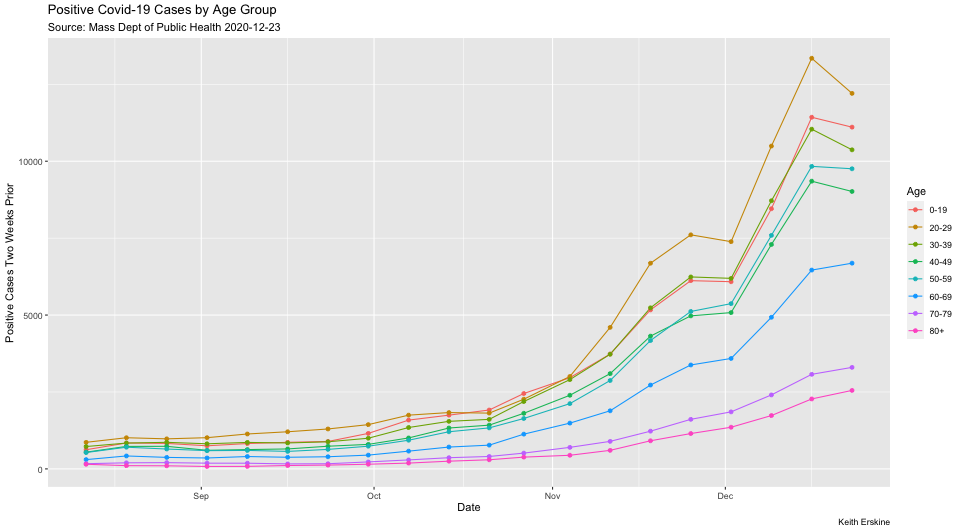 Positive Covid-19 Cases by Age Group
Source: Mass Dept of Public Health 2020-12-23
Positive Cases Two Weeks Prior
10000
5000
0
Sep
Oct
Nov
Dec
Date
Age
0-19
20-29
30-39
40-49
50-59
60-69
70-79
80+
Keith Erskine